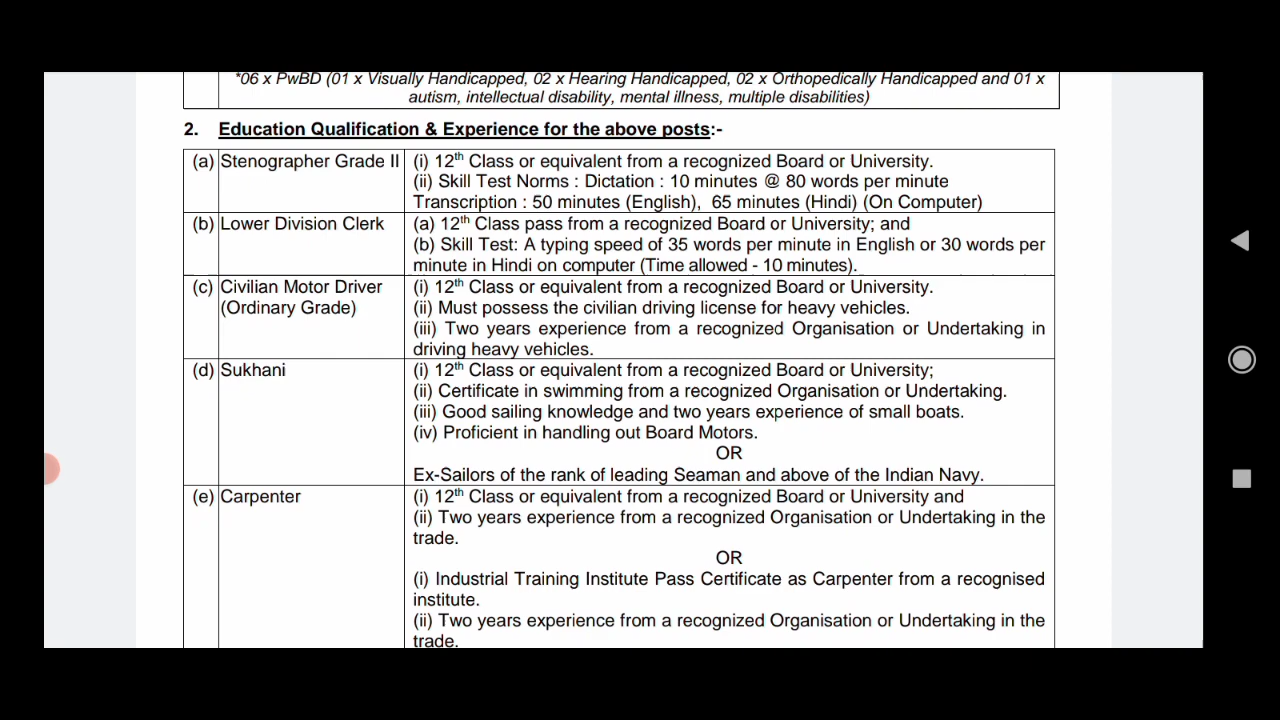 *06 x PwBD (01 x Visually Handicapped, 02 x Hearing Handicapped, 02 x Orthopedically Handicapped and 01 x
autism, intellectual disability, mental illness, multiple disabilities)
2. Education Qualification & Experience for the above posts:-
(a) Stenographer Grade II
(i) 12th Class or equivalent from a recognized Board or University.
(ii) Skill Test Norms : Dictation : 10 minutes @ 80 words per minute
Transcription : 50 minutes (English), 65 minutes (Hindi) (On Computer)
(b) Lower Division Clerk
(a) 12th Class pass from a recognized Board or University; and
(b) Skill Test: A typing speed of 35 words per minute in English or 30 words per
minute in Hindi on computer (Time allowed - 10 minutes).
(c) Civilian Motor Driver
(Ordinary Grade)
(i) 12th Class or equivalent from a recognized Board or University.
(ii) Must possess the civilian driving license for heavy vehicles.
(iii) Two years experience from a recognized Organisation or Undertaking in
driving heavy vehicles.
(d) Sukhani
(i) 12th Class or equivalent from a recognized Board or University;
(ii) Certificate in swimming from a recognized Organisation or Undertaking.
(iii) Good sailing knowledge and two years experience of small boats.
(iv) Proficient in handling out Board Motors.
OR
Ex-Sailors of the rank of leading Seaman and above of the Indian Navy.
(e) Carpenter
(i) 12th Class or equivalent from a recognized Board or University and
(ii) Two years experience from a recognized Organisation or Undertaking in the
trade.
OR
(i) Industrial Training Institute Pass Certificate as Carpenter from a recognised
institute.
(ii) Two years experience from a recognized Organisation or Undertaking in the
trade.